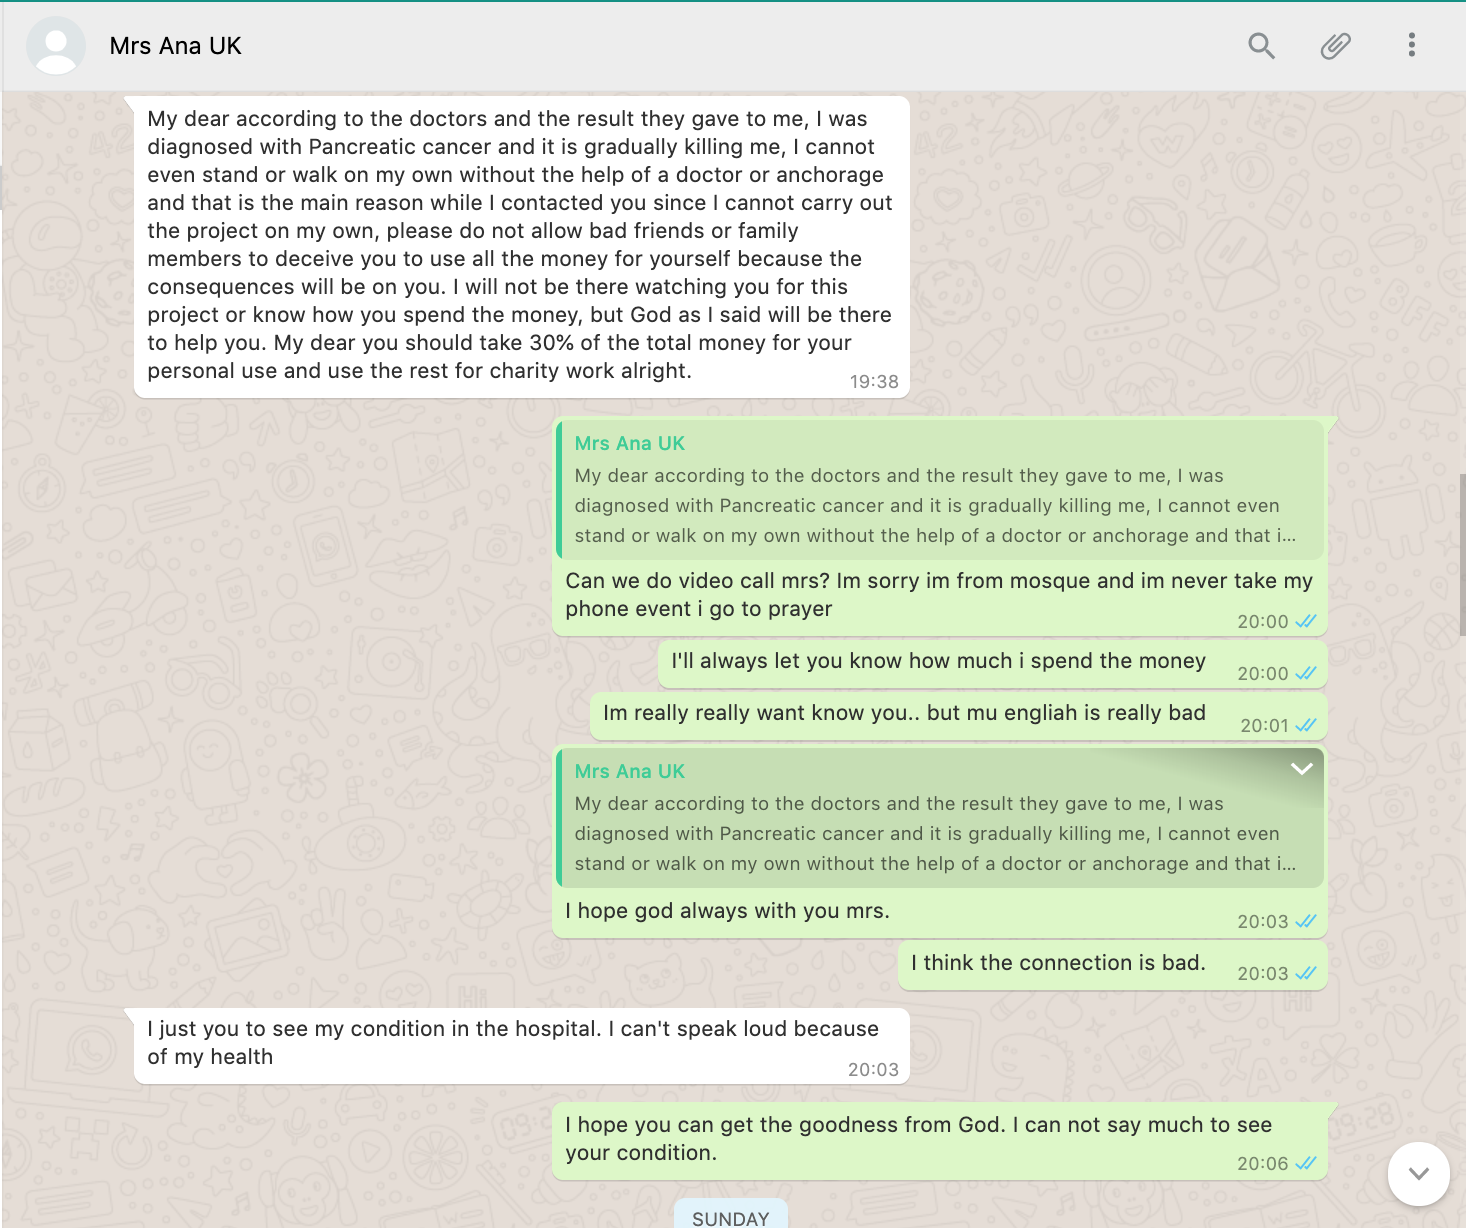 Mrs Ana UK
My dear according to the doctors and the result they gave to me, I was
diagnosed with Pancreatic cancer and it is gradually killing me, I cannot
even stand or walk on my own without the help of a doctor or anchorage
and that is the main reason while I contacted you since I cannot carry out
the project on my own, please do not allow bad friends or family
members to deceive you to use all the money for yourself because the
consequences will be on you. I will not be there watching you for this
project or know how you spend the money, but God as I said will be there
to help you. My dear you should take 30% of the total money for your
personal use and use the rest for charity work alright.
19:38
Mrs Ana UK
My dear according to the doctors and the result they gave to me, I was
diagnosed with Pancreatic cancer and it is gradually killing me, I cannot even
stand or walk on my own without the help of a doctor or anchorage and that i...
Can we do video call mrs? Im sorry im from mosque and im never take my
phone event i go to prayer
20:00
I'll always let you know how much i spend the money
20:00
Im really really want know you.. but mu engliah is really bad
20:01
Mrs Ana UK
My dear according to the doctors and the result they gave to me, I was
diagnosed with Pancreatic cancer and it is gradually killing me, I cannot even
stand or walk on my own without the help of a doctor or anchorage and that i...
I hope god always with you mrs.
20:03
I think the connection is bad.
20:03
I just you to see my condition in the hospital. I can't speak loud because
of my health
20:03
I hope you can get the goodness from God. I can not say much to see
your condition.
20:06
SUNDAY